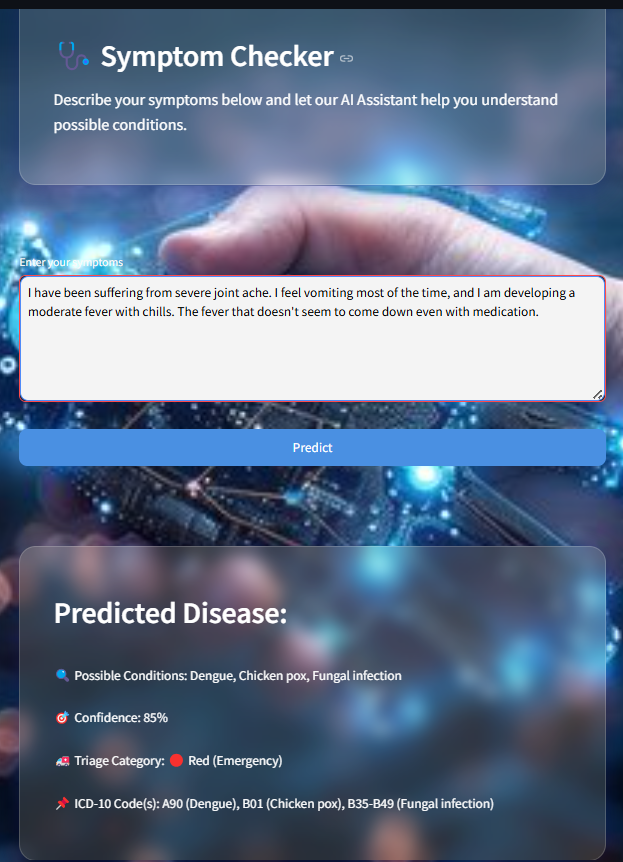 Symptom Checker
Describe your symptoms below and let our AI Assistant help you understand
possible conditions.
Enter your symptoms
I have been suffering from severe joint ache. I feel vomiting most of the time, and I am developing a
moderate fever with chills. The fever that doesn't seem to come down even with medication.
Predict
Predicted Disease:
Possible Conditions: Dengue, Chicken pox, Fungal infection
Confidence: 85%
Triage Category: Red (Emergency)
ICD-10 Code(s): A90 (Dengue), B01 (Chicken pox), B35-B49 (Fungal infection)